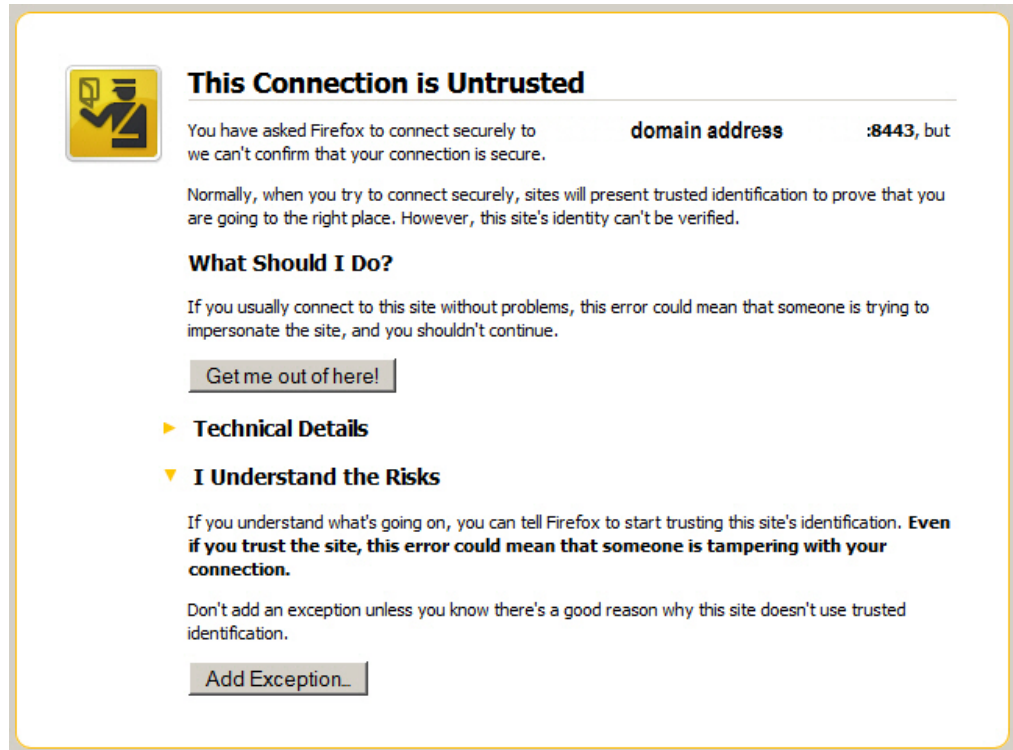 This Connection is Untrusted
You have asked Firefox to connect securely to domain address :8443, but
we can't confirm that your connection is secure.
Normally, when you try to connect securely, sites will present trusted identification to prove that you
are going to the right place. However, this site's identity can't be verified.
What Should I Do?
If you usually connect to this site without problems, this error could mean that someone is trying to
impersonate the site, and you shouldn't continue.
Get me out of here!
Technical Details
I Understand the Risks
If you understand what's going on, you can tell Firefox to start trusting this site's identification. Even
if you trust the site, this error could mean that someone is tampering with your
connection.
Don't add an exception unless you know there's a good reason why this site doesn't use trusted
identification.
Add Exception...